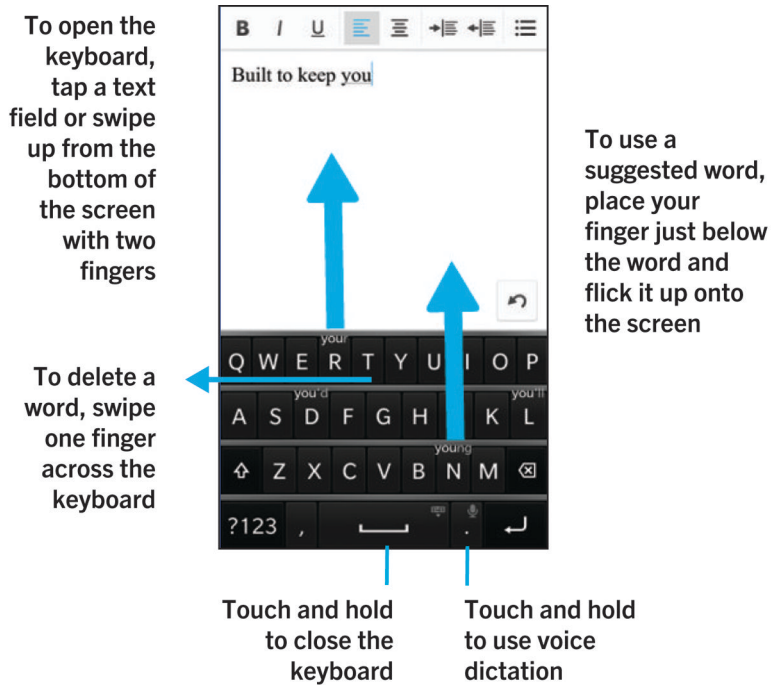 To open the
keyboard,
tap a text
field or swipe
up from the
bottom of
the screen
with two
fingers
To delete a
word, swipe
one finger
across the
keyboard
B I U
Built to keep you
your
Q W E R T Y U I O P
you'd you'll
A S D F G H K L
young
Z X C V B N M
?123 , .
To use a
suggested word,
place your
finger just below
the word and
flick it up onto
the screen
Touch and hold
to close the
keyboard
Touch and hold
to use voice
dictation